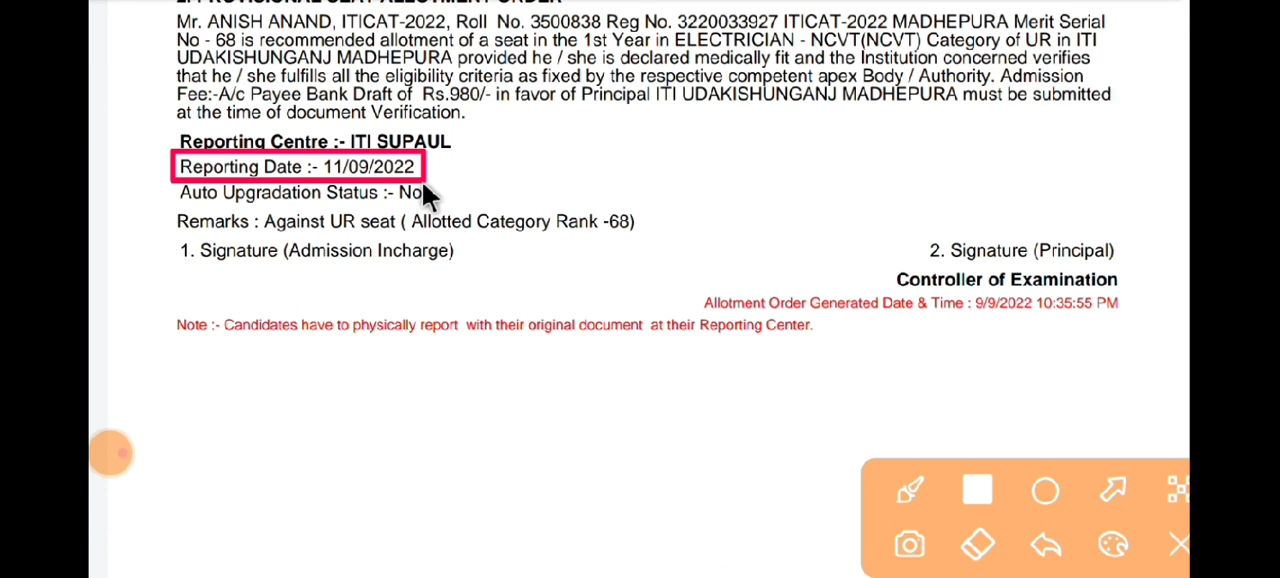 2. PROVISIONAL SEAT ALLOTMENT ORDER
Mr. ANISH ANAND, ITICAT-2022, Roll No. 3500838 Reg No. 3220033927 ITICAT-2022 MADHEPURA Merit Serial
No - 68 is recommended allotment of a seat in the 1st Year in ELECTRICIAN - NCVT(NCVT) Category of UR in ITI
UDAKISHUNGANJ MADHEPURA provided he / she is declared medically fit and the Institution concerned verifies
that he / she fulfills all the eligibility criteria as fixed by the respective competent apex Body / Authority. Admission
Fee:-A/c Payee Bank Draft of Rs.980/- in favor of Principal ITI UDAKISHUNGANJ MADHEPURA must be submitted
at the time of document Verification.
Reporting Centre :- ITI SUPAUL
Reporting Date :- 11/09/2022
Auto Upgradation Status :- No
Remarks : Against UR seat ( Allotted Category Rank -68)
1. Signature (Admission Incharge) 2. Signature (Principal)
Controller of Examination
Allotment Order Generated Date & Time : 9/9/2022 10:35:55 PM
Note :- Candidates have to physically report with their original document at their Reporting Center.